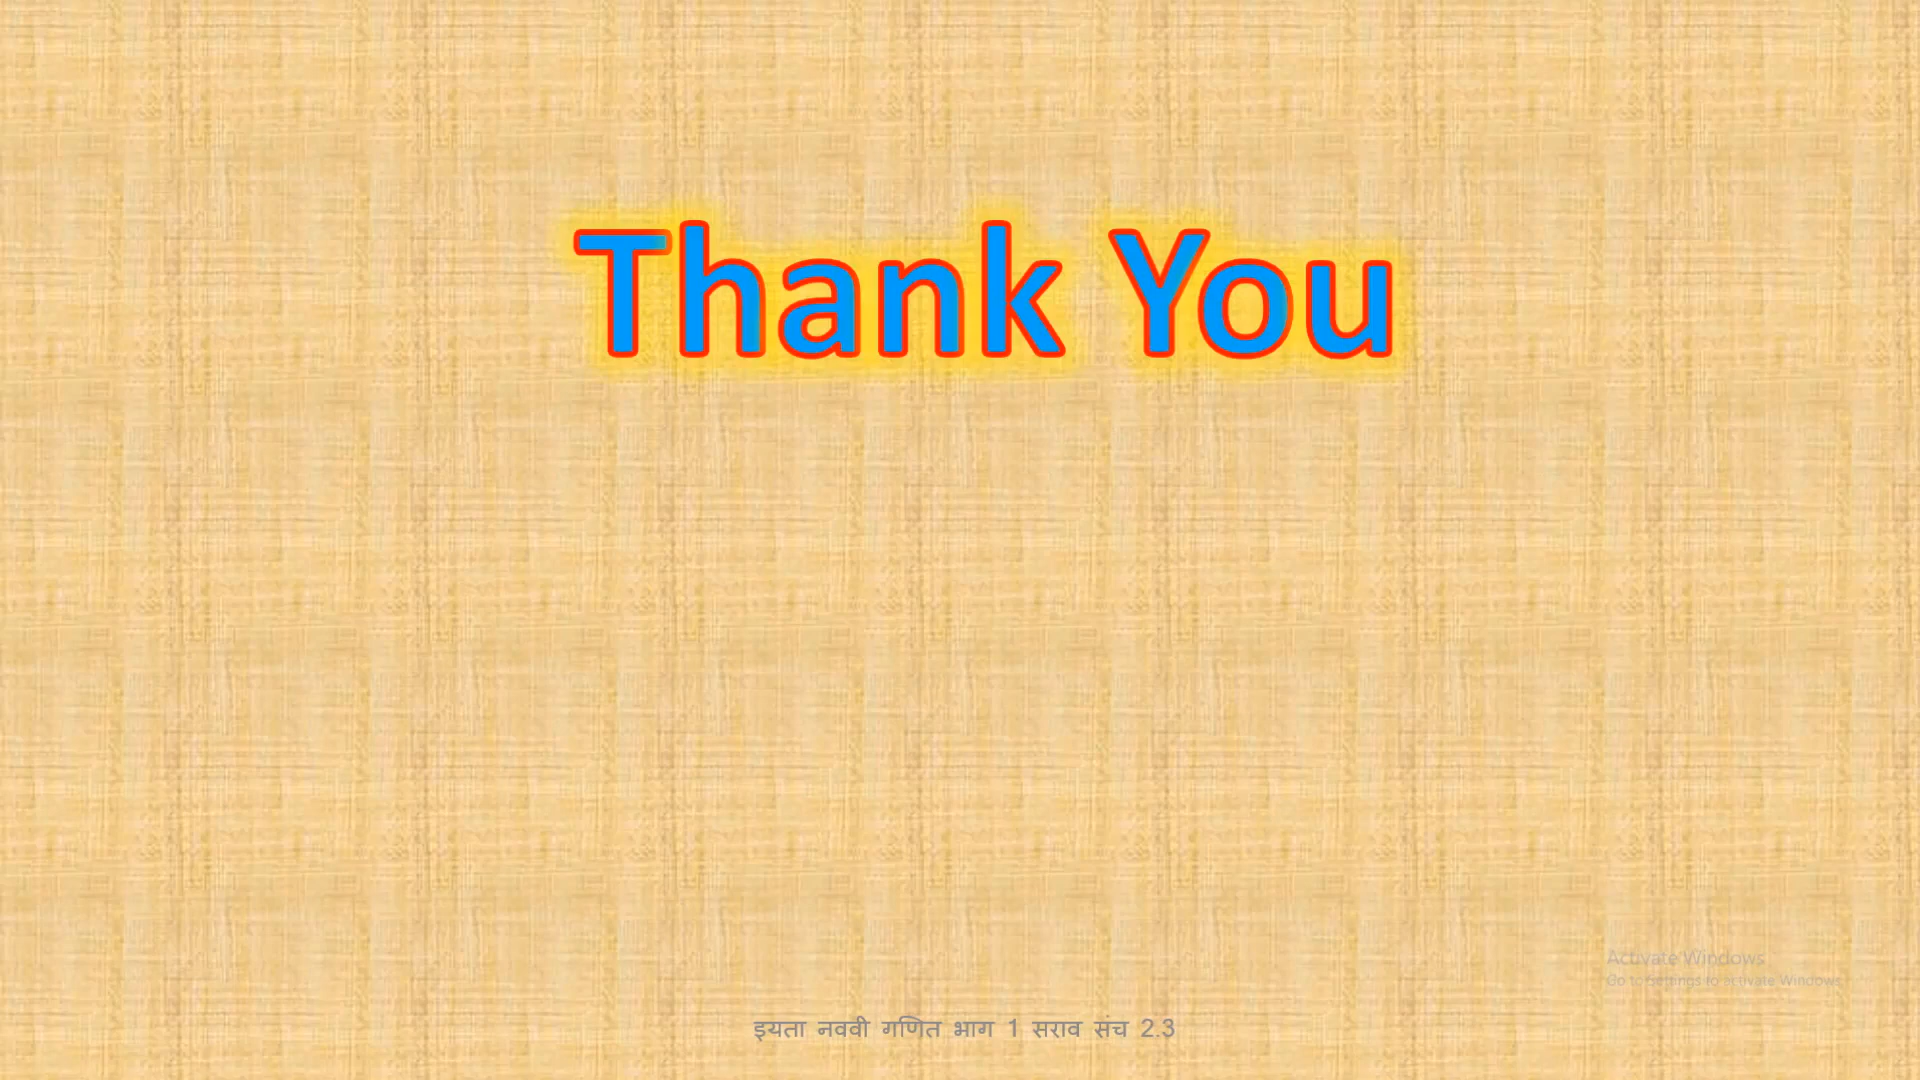 Thank You
Activate Windows
Go to Settings to activate Windows
इयता नववी गणित भाग 1 सराव संच 2.3